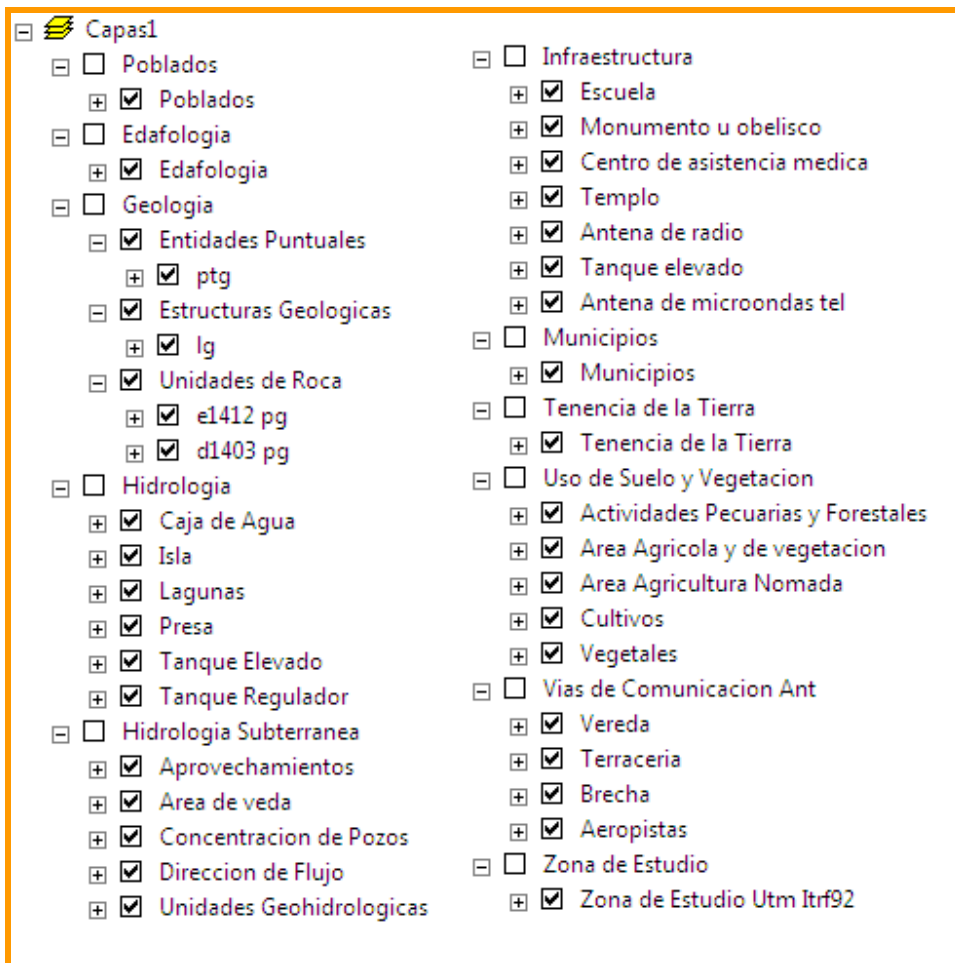 Capas1
Poblados
Poblados
Edafologia
Edafologia
Geologia
Entidades Puntuales
ptg
Estructuras Geologicas
lg
Unidades de Roca
e1412 pg
d1403 pg
Hidrologia
Caja de Agua
Isla
Lagunas
Presa
Tanque Elevado
Tanque Regulador
Hidrologia Subterranea
Aprovechamientos
Area de veda
Concentracion de Pozos
Direccion de Flujo
Unidades Geohidrologicas
Infraestructura
Escuela
Monumento u obelisco
Centro de asistencia medica
Templo
Antena de radio
Tanque elevado
Antena de microondas tel
Municipios
Municipios
Tenencia de la Tierra
Tenencia de la Tierra
Uso de Suelo y Vegetacion
Actividades Pecuarias y Forestales
Area Agricola y de vegetacion
Area Agricultura Nomada
Cultivos
Vegetales
Vias de Comunicacion Ant
Vereda
Terraceria
Brecha
Aeropistas
Zona de Estudio
Zona de Estudio Utm Itrf92